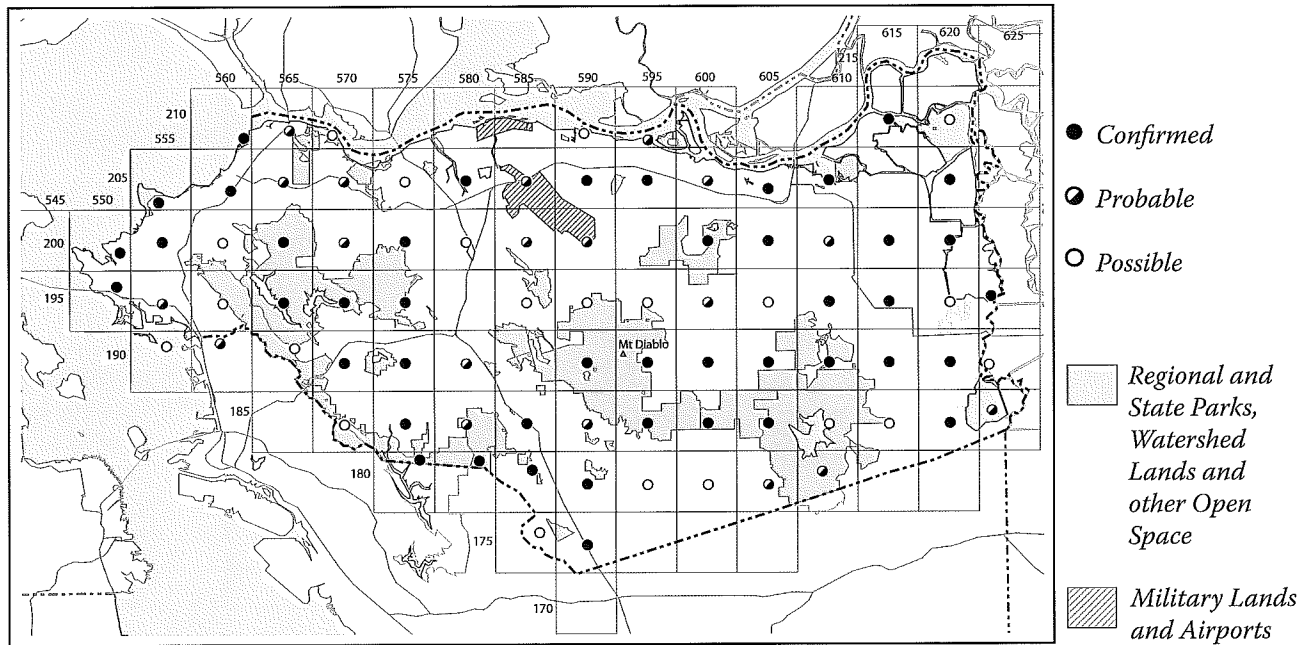 615
620
625
215
560
565
570
575
580
585
590
595
600
605
610
210
555
205
545
550
200
195
190
Mt Diablo
185
180
175
170
Confirmed
Probable
Possible
Regional and
State Parks,
Watershed
Lands and
other Open
Space
Military Lands
and Airports